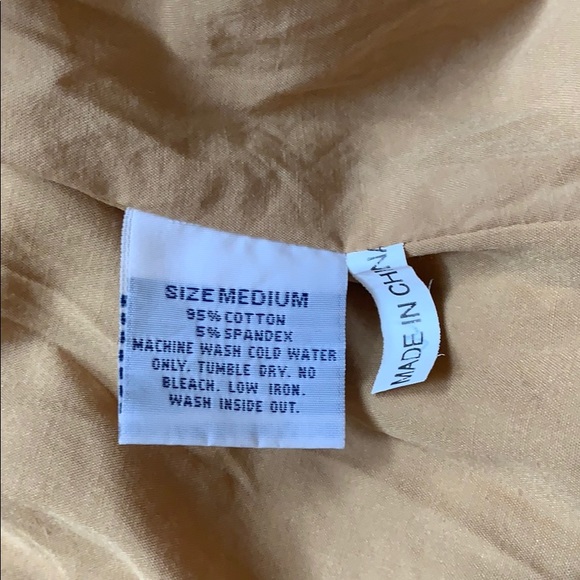 SIZE MEDIUM
95% COTTON
5% SPANDEX
MACHINE WASH COLD WATER
ONLY. TUMBLE DRY. NO
BLEACH. LOW IRON.
WASH INSIDE OUT.
MADE IN CHINA